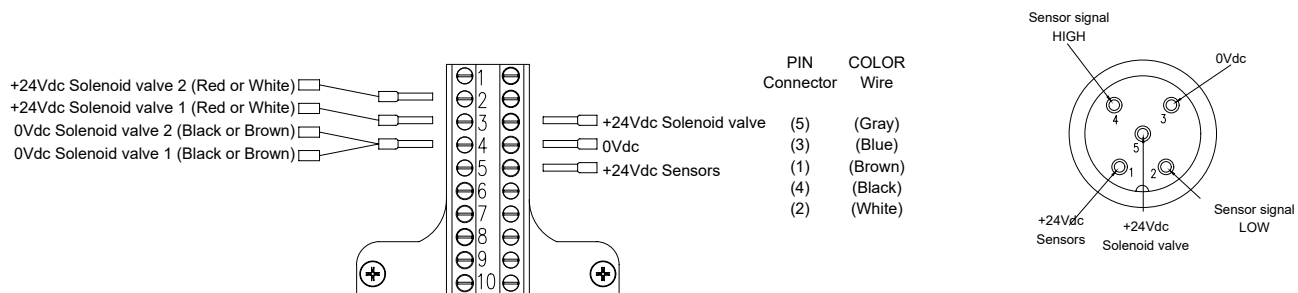 +24Vdc Solenoid valve 2 (Red or White)
+24Vdc Solenoid valve 1 (Red or White)
0Vdc Solenoid valve 2 (Black or Brown)
0Vdc Solenoid valve 1 (Black or Brown)
1
2
3
4
5
6
7
8
9
10
+24Vdc Solenoid valve
0Vdc
+24Vdc Sensors
PIN COLOR
Connector Wire
(5) (Gray)
(3) (Blue)
(1) (Brown)
(4) (Black)
(2) (White)
Sensor signal
HIGH
0Vdc
4 3
5
1 2
+24Vdc
Sensors
+24Vdc
Solenoid valve
Sensor signal
LOW